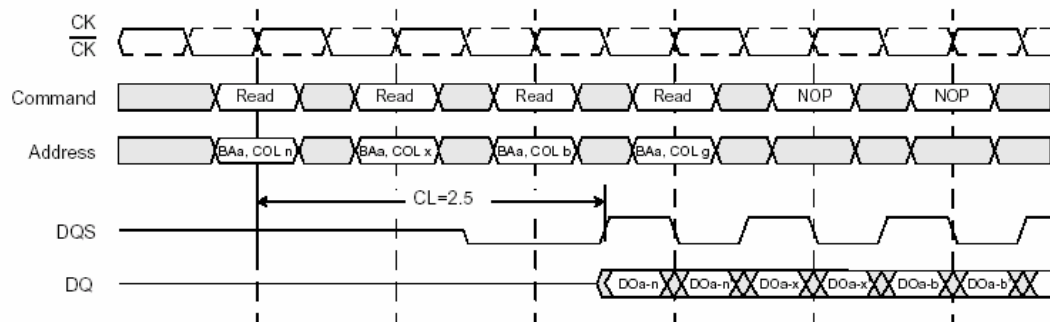 CK
CK
Command Read Read Read Read NOP NOP
Address BAa, COL n BAa, COL x BAa, COL b BAa, COL g
CL=2.5
DQS
DQ DOa-n DOa-n DOa-x DOa-x DOa-b DOa-b